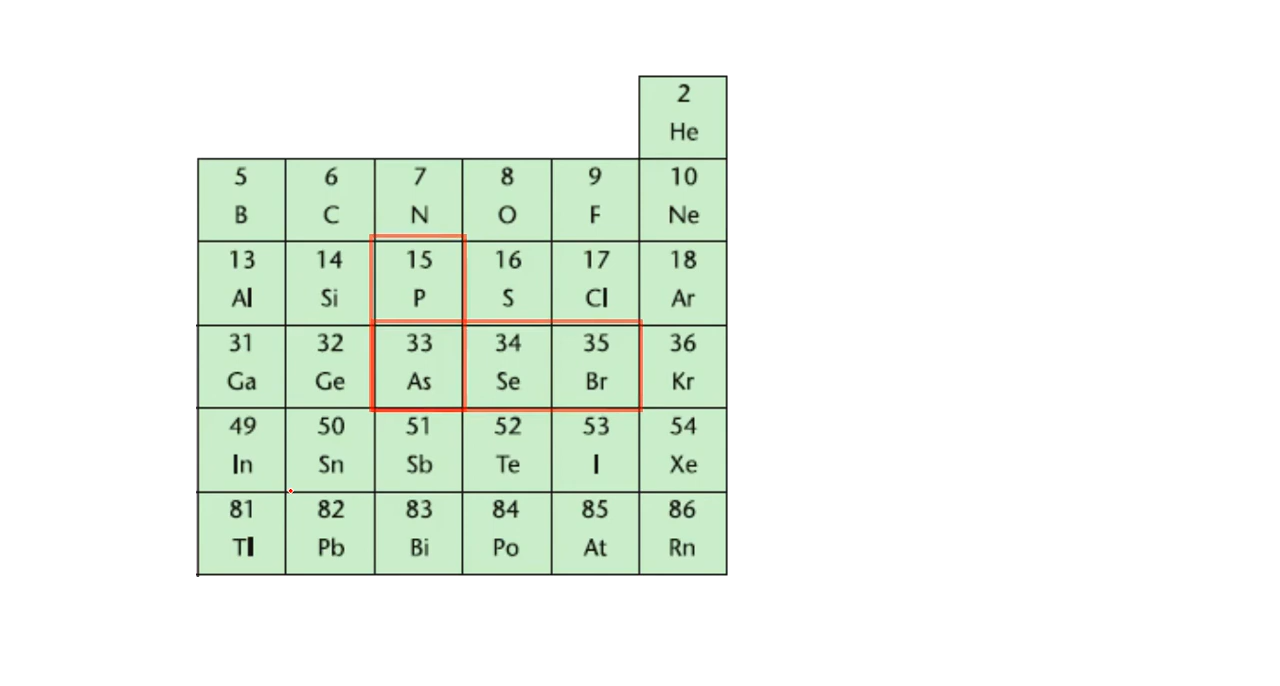 2
He
5 6 7 8 9 10
B C N O F Ne
13 14 15 16 17 18
Al Si P S Cl Ar
31 32 33 34 35 36
Ga Ge As Se Br Kr
49 50 51 52 53 54
In Sn Sb Te I Xe
81 82 83 84 85 86
Tl Pb Bi Po At Rn